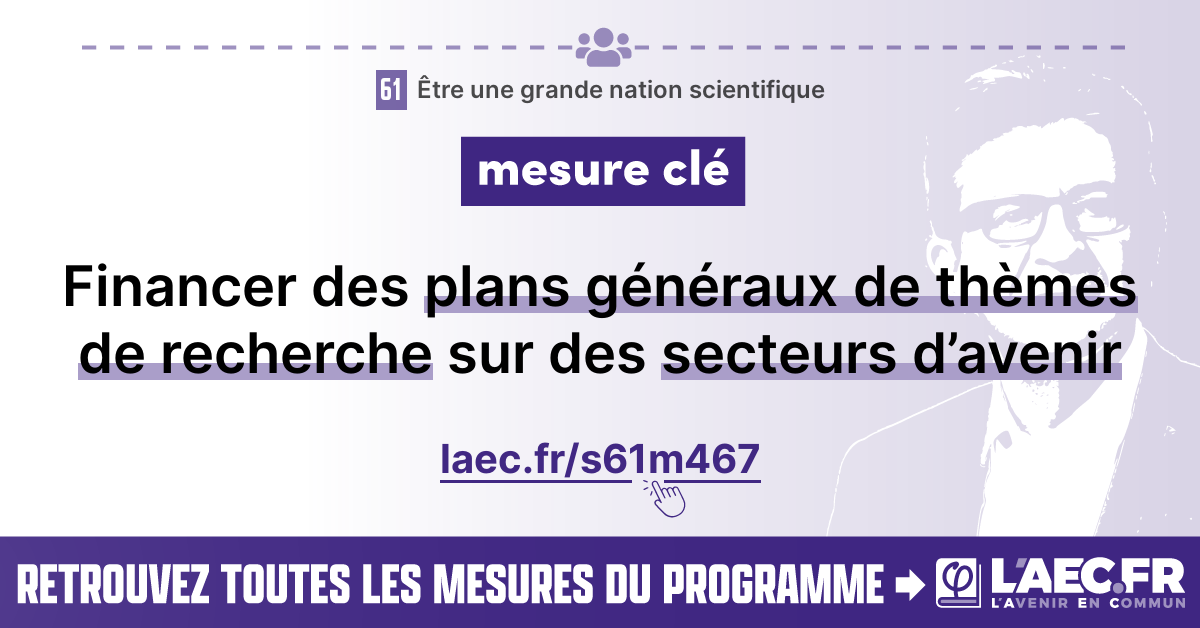 61 Être une grande nation scientifique
mesure clé
Financer des plans généraux de thèmes
de recherche sur des secteurs d’avenir
laec.fr/s61m467
RETROUVEZ TOUTES LES MESURES DU PROGRAMME
φ L'AEC.FR
L'AVENIR EN COMMUN